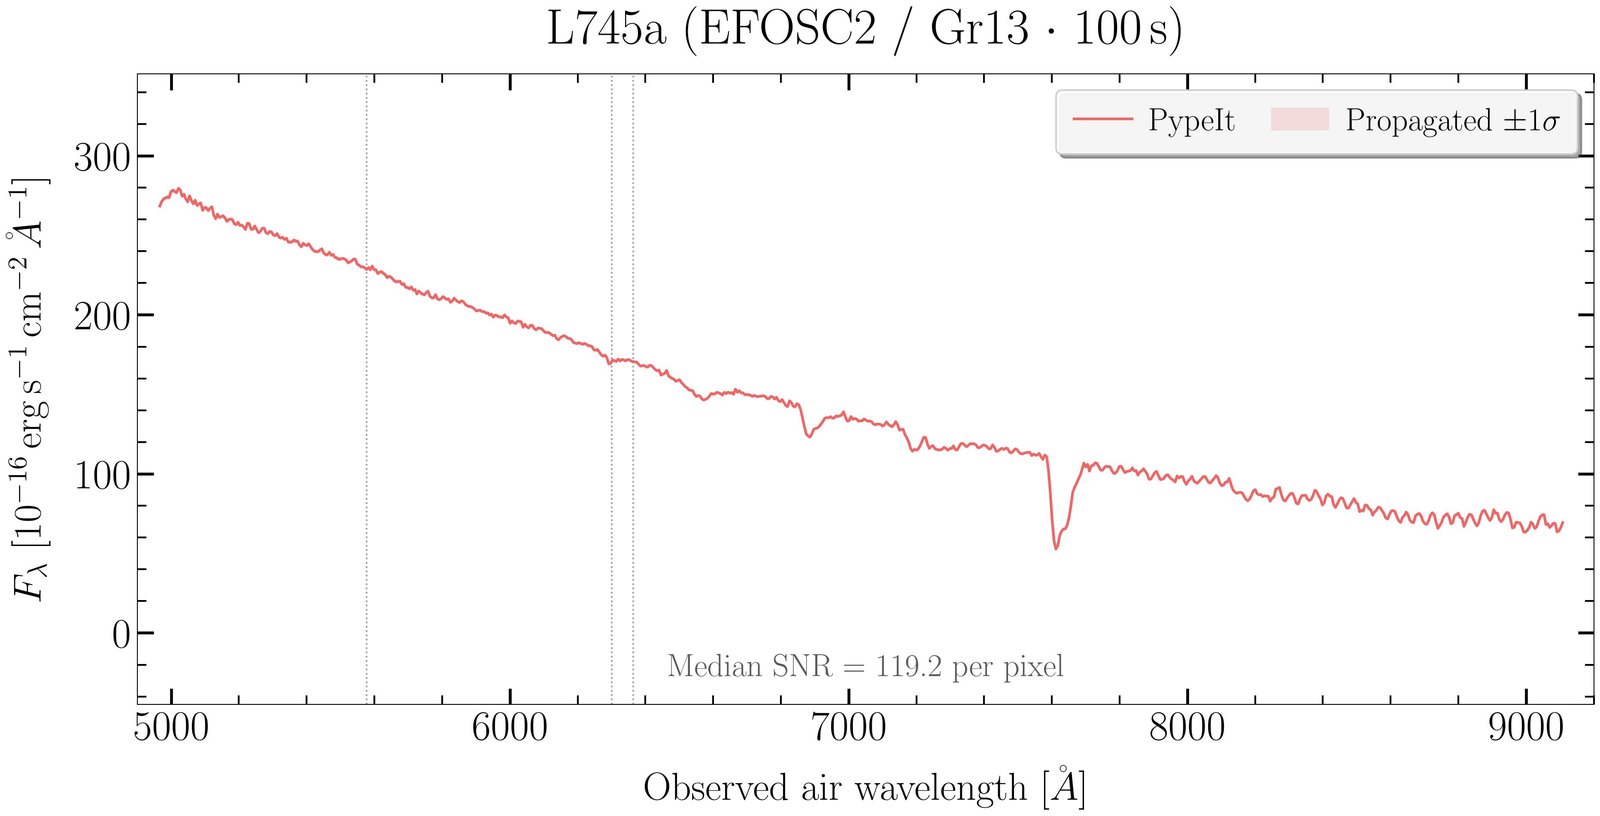 L745a (EFOSC2 / Gr13 · 100 s)
PypeIt
Propagated ±1σ
F_λ [10^−16 erg s^−1 cm^−2 Å^−1]
300
200
100
0
Median SNR = 119.2 per pixel
5000 6000 7000 8000 9000
Observed air wavelength [Å]